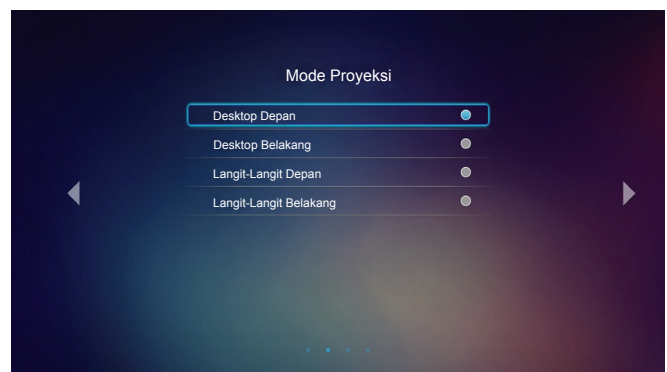 Mode Proyeksi
Desktop Depan
Desktop Belakang
Langit-Langit Depan
Langit-Langit Belakang